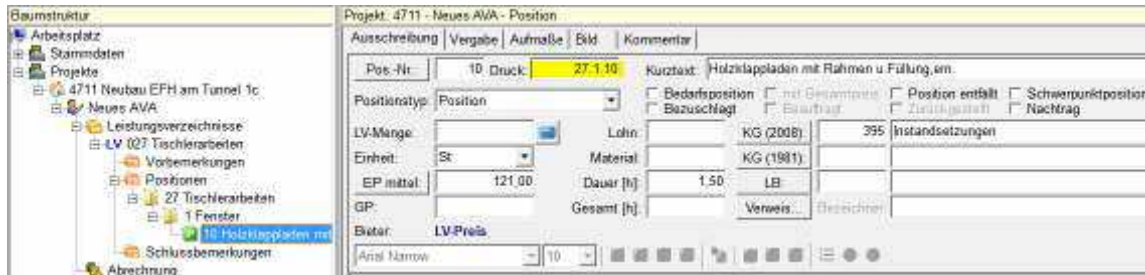 Baumstruktur
Arbeitsplatz
Stammdaten
Projekte
4711 Neubau EFH am Tunnel 1c
Neues AVA
Leistungsverzeichnisse
LV 027 Tischlerarbeiten
Vorbemerkungen
Positionen
27 Tischlerarbeiten
1 Fenster
10 Holzklappladen mit
Schlussbemerkungen
Abrechnung
Projekt: 4711 - Neues AVA - Position
Ausschreibung Vergabe Aufmaße Bild Kommentar
Pos.-Nr. 10 Druck: 27.1.10 Kurztext: Holzklappladen mit Rahmen u Füllung,ern.
Positionstyp: Position Bedarfsposition mit Gesamtpreis Position entfällt Schwerpunktposition
Bezuschlagt Beauftragt Zurückgestellt Nachtrag
LV-Menge: Lohn: KG (2008): 395 Instandsetzungen
Einheit: St Material: KG (1981):
EP mittel: 121,00 Dauer [h]: 1,50 LB:
GP: Gesamt [h]: Verweis... Bezeichner:
Bieter: LV-Preis
Arial Narrow 10